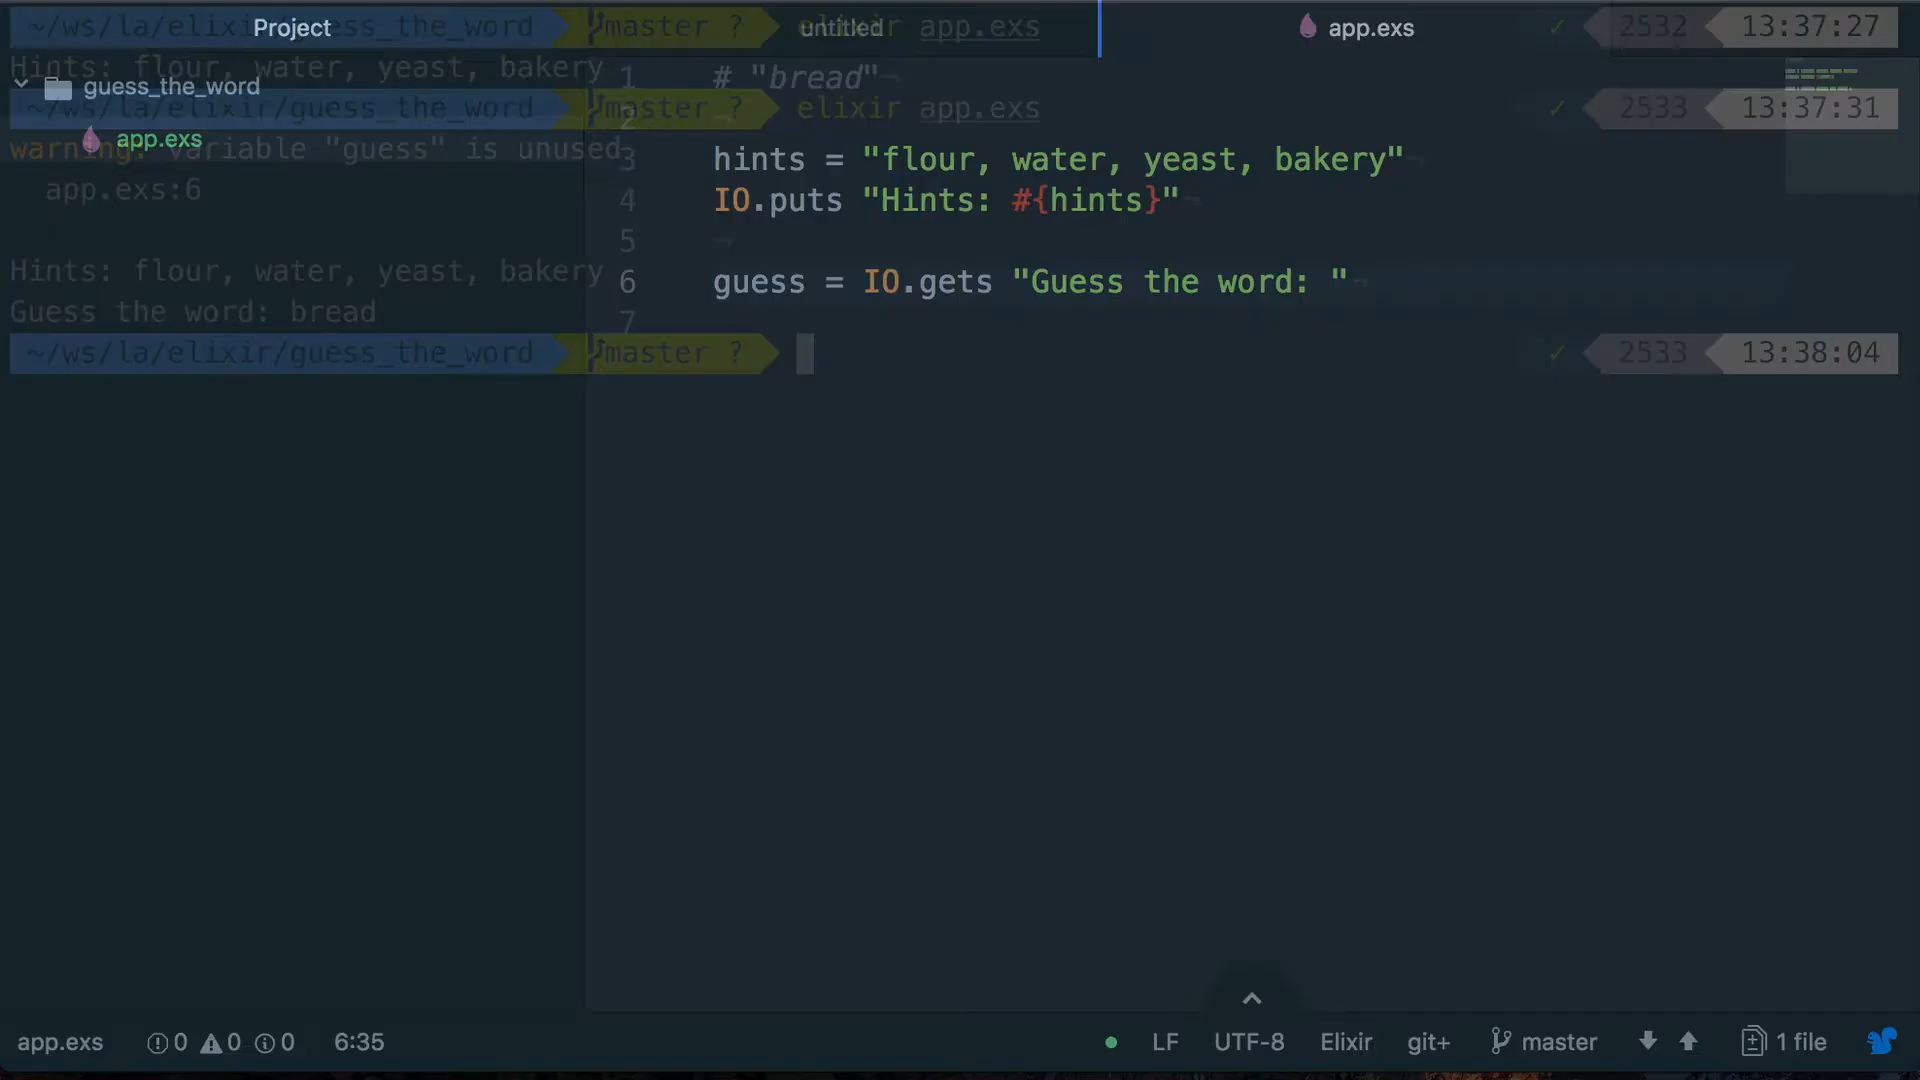 ~/ws/la/elixir/guess_the_word master ? elixir app.exs ✓ 2532 13:37:27
Project untitled app.exs
Hints: flour, water, yeast, bakery
guess_the_word
1 # "bread"
~/ws/la/elixir/guess_the_word master ? elixir app.exs ✓ 2533 13:37:31
2
app.exs
warning: variable "guess" is unused
3 hints = "flour, water, yeast, bakery"
app.exs:6
4 IO.puts "Hints: #{hints}"
5
Hints: flour, water, yeast, bakery
6 guess = IO.gets "Guess the word: "
Guess the word: bread
7
~/ws/la/elixir/guess_the_word master ? ✓ 2533 13:38:04
app.exs 0 0 0 6:35 LF UTF-8 Elixir git+ master 1 file